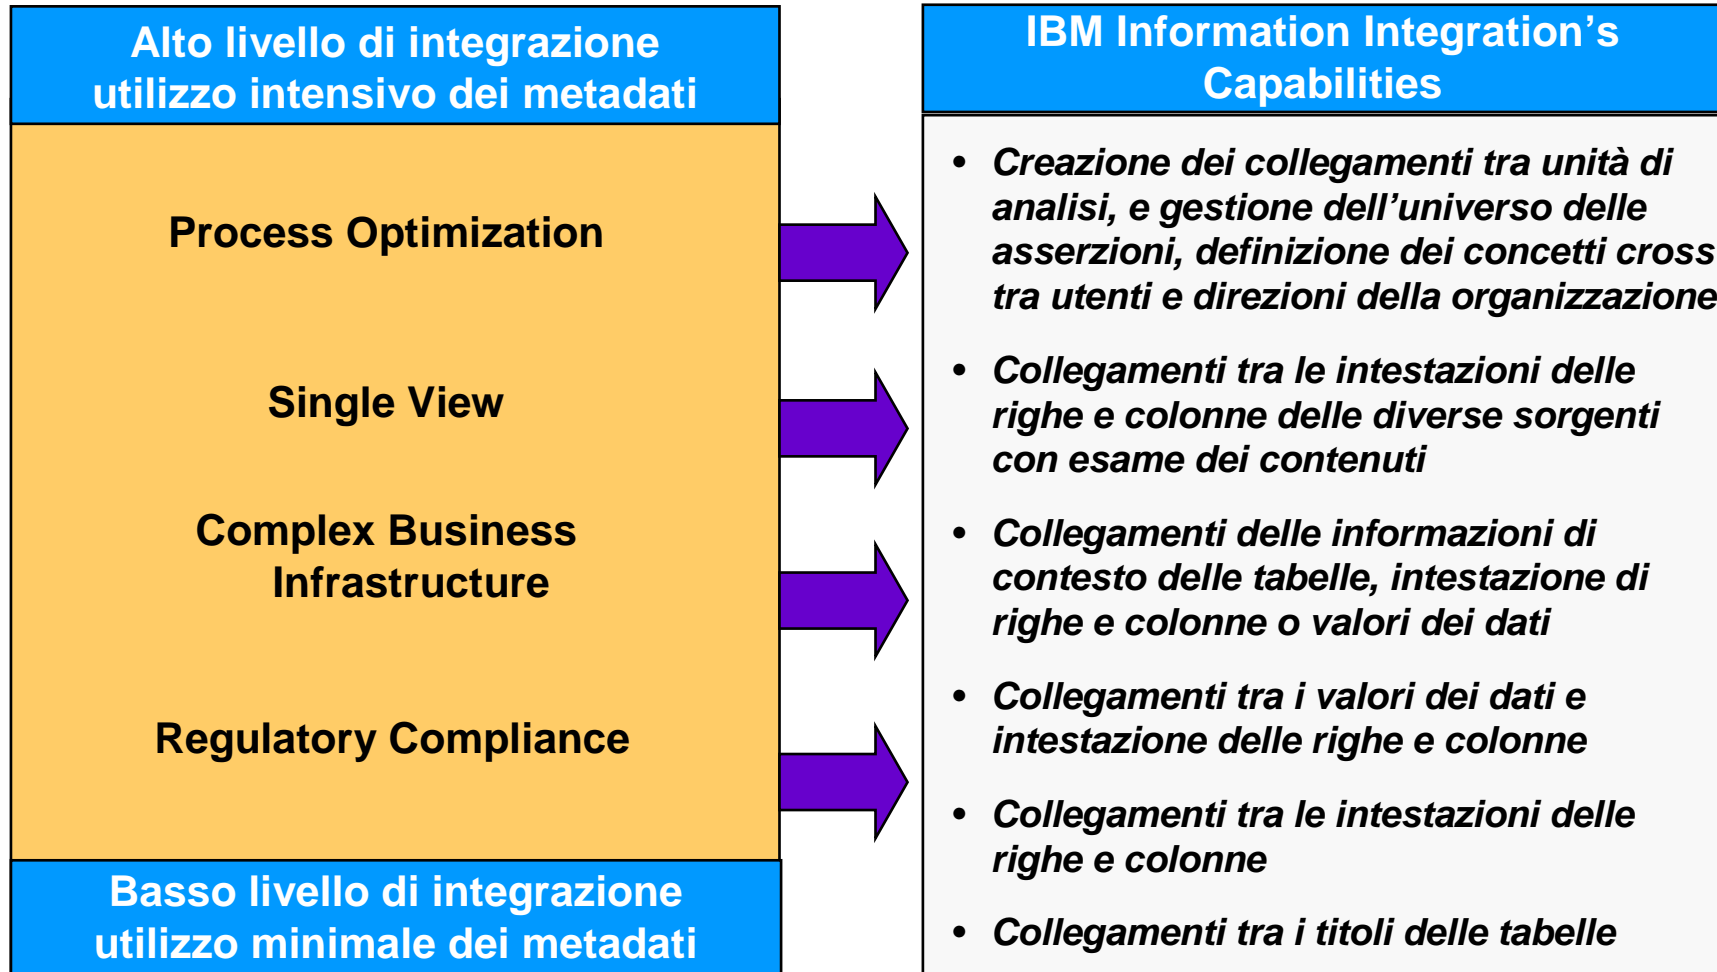 Alto livello di integrazione
utilizzo intensivo dei metadati
Process Optimization
Single View
Complex Business
Infrastructure
Regulatory Compliance
Basso livello di integrazione
utilizzo minimale dei metadati
IBM Information Integration’s
Capabilities
• Creazione dei collegamenti tra unità di
analisi, e gestione dell’universo delle
asserzioni, definizione dei concetti cross
tra utenti e direzioni della organizzazione
• Collegamenti tra le intestazioni delle
righe e colonne delle diverse sorgenti
con esame dei contenuti
• Collegamenti delle informazioni di
contesto delle tabelle, intestazione di
righe e colonne o valori dei dati
• Collegamenti tra i valori dei dati e
intestazione delle righe e colonne
• Collegamenti tra le intestazioni delle
righe e colonne
• Collegamenti tra i titoli delle tabelle